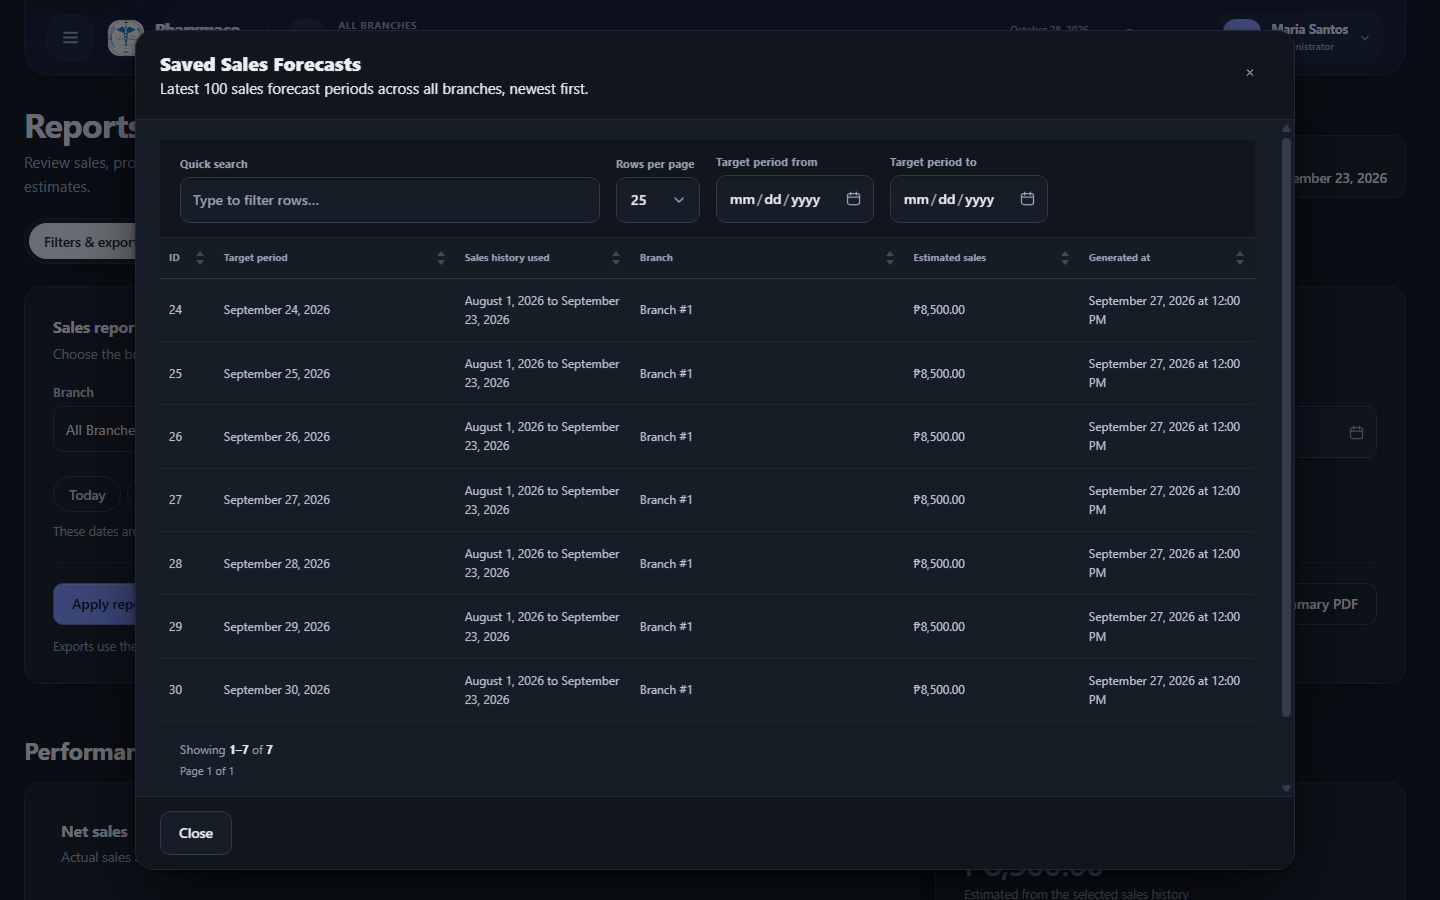 ALL BRANCHES
Maria Santos
Saved Sales Forecasts
Latest 100 sales forecast periods across all branches, newest first.
×
Reports
Review sales, pro
estimates.
ember 23, 2026
Filters & expor
Quick search
Rows per page
Target period from
Target period to
Type to filter rows...
25
mm/dd/yyyy
mm/dd/yyyy
ID
Target period
Sales history used
Branch
Estimated sales
Generated at
24
September 24, 2026
August 1, 2026 to September
23, 2026
Branch #1
₱8,500.00
September 27, 2026 at 12:00
PM
25
September 25, 2026
August 1, 2026 to September
23, 2026
Branch #1
₱8,500.00
September 27, 2026 at 12:00
PM
26
September 26, 2026
August 1, 2026 to September
23, 2026
Branch #1
₱8,500.00
September 27, 2026 at 12:00
PM
27
September 27, 2026
August 1, 2026 to September
23, 2026
Branch #1
₱8,500.00
September 27, 2026 at 12:00
PM
28
September 28, 2026
August 1, 2026 to September
23, 2026
Branch #1
₱8,500.00
September 27, 2026 at 12:00
PM
29
September 29, 2026
August 1, 2026 to September
23, 2026
Branch #1
₱8,500.00
September 27, 2026 at 12:00
PM
30
September 30, 2026
August 1, 2026 to September
23, 2026
Branch #1
₱8,500.00
September 27, 2026 at 12:00
PM
Showing 1–7 of 7
Page 1 of 1
Close
Sales repor
Choose the b
Branch
All Branche
Today
These dates are
Apply rep
mary PDF
Exports use the
Performa
Net sales
Actual sales
Estimated from the selected sales history